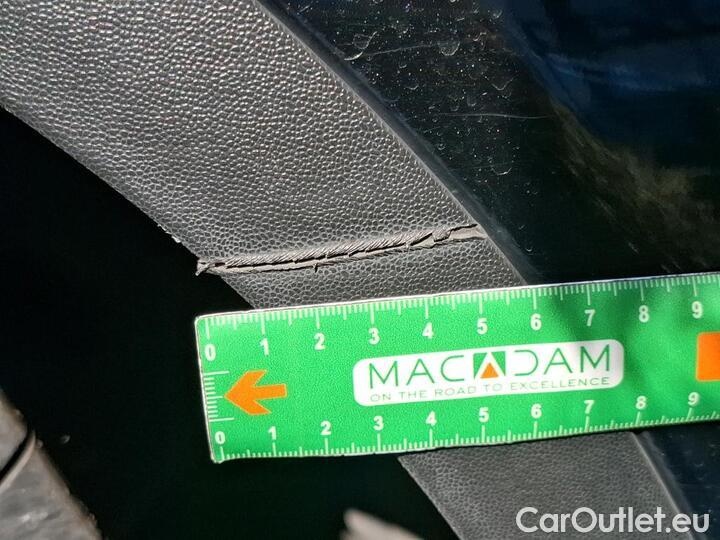 0 1 2 3 4 5 6 7 8 9
MACADAM
ON THE ROAD TO EXCELLENCE
0 1 2 3 4 5 6 7 8 9
CarOutlet.eu